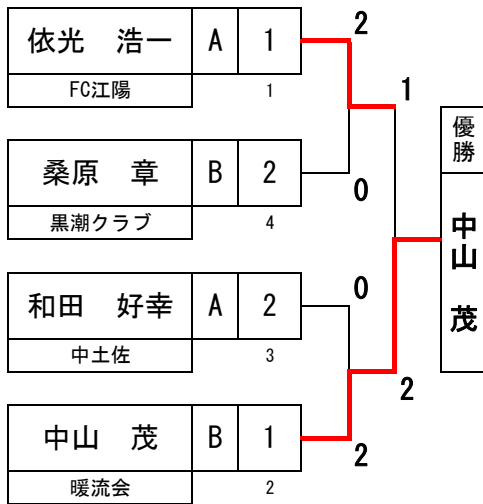 依光　浩一 A 1 2
FC江陽 1
1
桑原　章 B 2 0
黒潮クラブ 4
和田　好幸 A 2 0
中土佐 3
2
中山　茂 B 1 2
暖流会 2
優勝
中山　茂